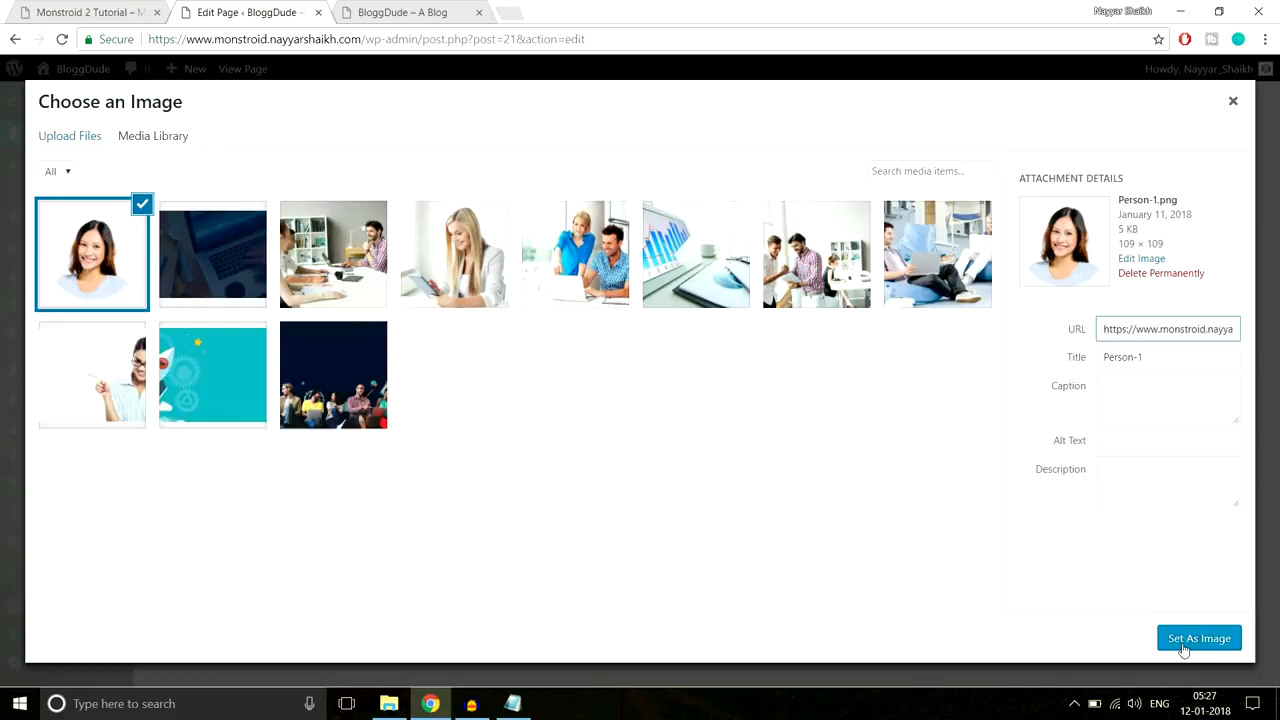 Monstroid 2 Tutorial – M
Edit Page ‹ BloggDude –
BloggDude – A Blog
Nayyar Shaikh
Secure
https://www.monstroid.nayyarshaikh.com/wp-admin/post.php?post=21&action=edit
BloggDude
0
New
View Page
Howdy, Nayyar_Shaikh
Choose an Image
Upload Files
Media Library
All
Search media items...
ATTACHMENT DETAILS
Person-1.png
January 11, 2018
5 KB
109 × 109
Edit Image
Delete Permanently
URL
https://www.monstroid.nayya
Title
Person-1
Caption
Alt Text
Description
Set As Image
Type here to search
ENG
05:27
12-01-2018